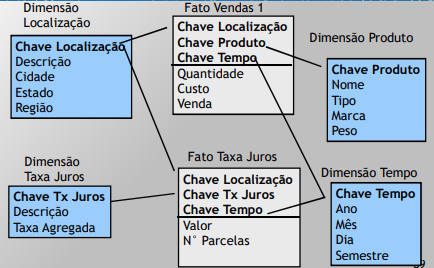 Dimensão
Localização
Chave Localização
Descrição
Cidade
Estado
Região
Fato Vendas 1
Chave Localização
Chave Produto
Chave Tempo
Quantidade
Custo
Venda
Dimensão Produto
Chave Produto
Nome
Tipo
Marca
Peso
Dimensão
Taxa Juros
Chave Tx Juros
Descrição
Taxa Agregada
Fato Taxa Juros
Chave Localização
Chave Tx Juros
Chave Tempo
Valor
N° Parcelas
Dimensão Tempo
Chave Tempo
Ano
Mês
Dia
Semestre